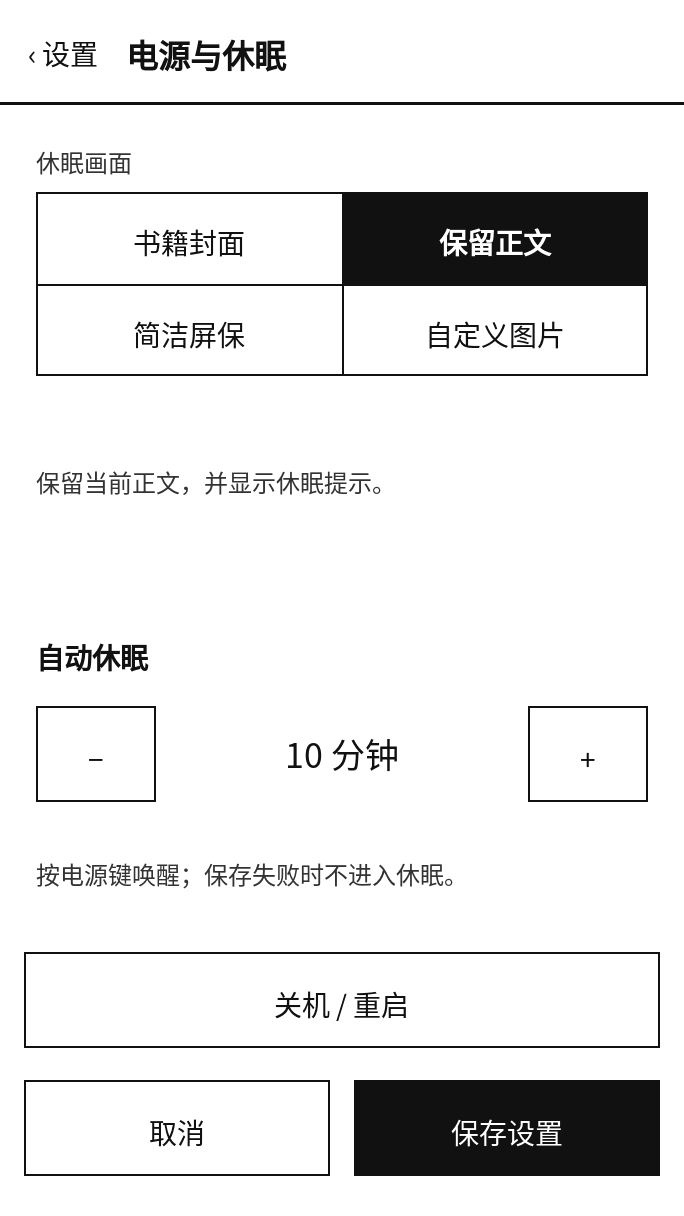 ‹ 设置 电源与休眠
休眠画面
书籍封面 保留正文
简洁屏保 自定义图片
保留当前正文，并显示休眠提示。
自动休眠
− 10 分钟 +
按电源键唤醒；保存失败时不进入休眠。
关机 / 重启
取消 保存设置